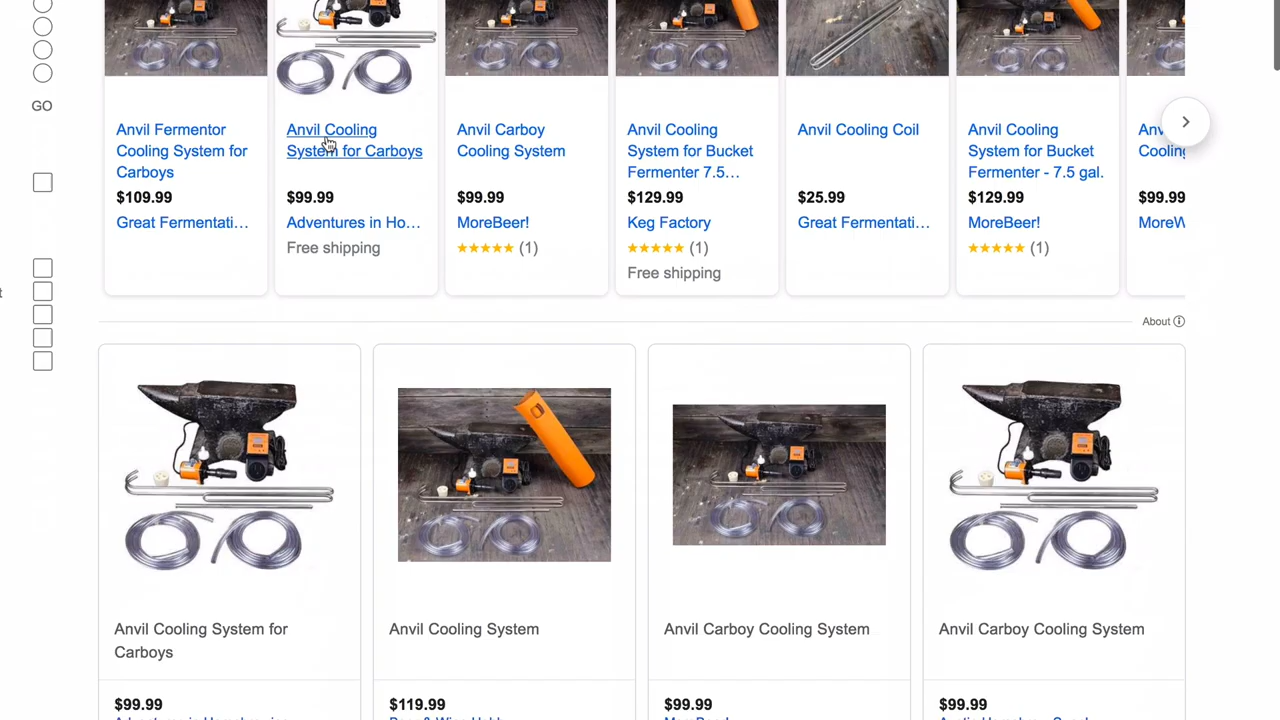 GO
Anvil Fermentor
Cooling System for
Carboys
$109.99
Great Fermentati...
Anvil Cooling
System for Carboys
$99.99
Adventures in Ho...
Free shipping
Anvil Carboy
Cooling System
$99.99
MoreBeer!
★★★★★ (1)
Anvil Cooling
System for Bucket
Fermenter 7.5...
$129.99
Keg Factory
★★★★★ (1)
Free shipping
Anvil Cooling Coil
$25.99
Great Fermentati...
Anvil Cooling
System for Bucket
Fermenter - 7.5 gal.
$129.99
MoreBeer!
★★★★★ (1)
Cooling
$99.99
About
Anvil Cooling System for
Carboys
$99.99
Anvil Cooling System
$119.99
Anvil Carboy Cooling System
$99.99
Anvil Carboy Cooling System
$99.99